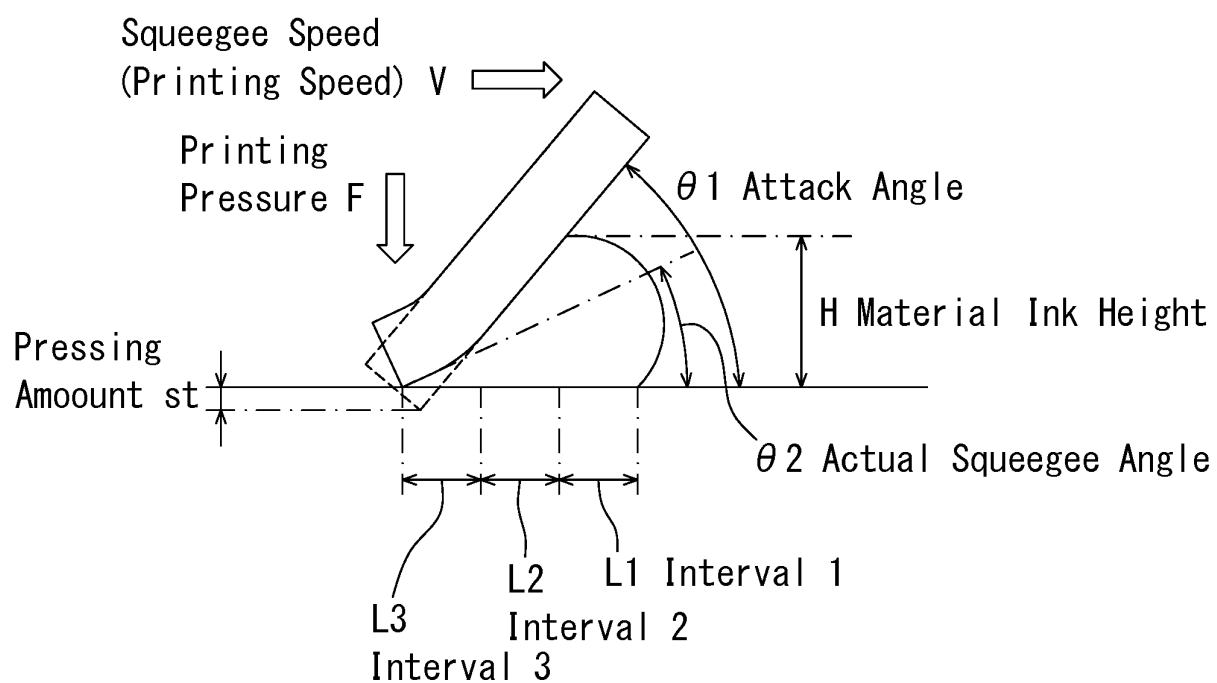 Squeegee Speed
(Printing Speed) V
Printing
Pressure F
θ1 Attack Angle
H Material Ink Height
Pressing
Amoount st
θ2 Actual Squeegee Angle
L1 Interval 1
L2
Interval 2
L3
Interval 3